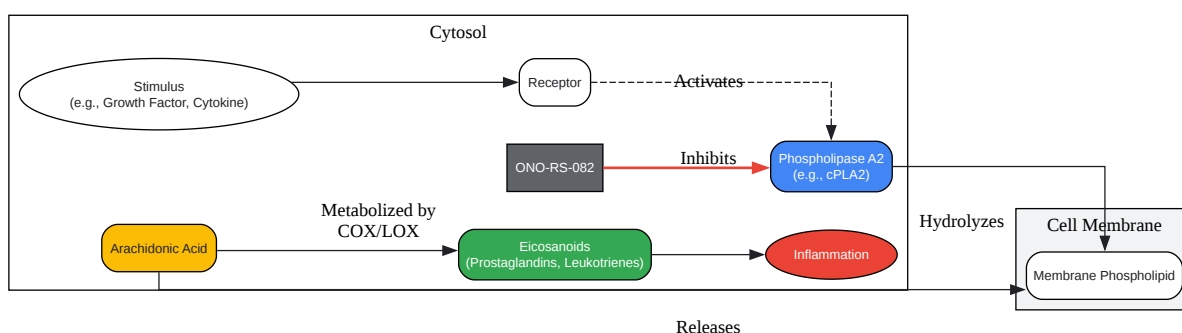 Cytosol
Stimulus
(e.g., Growth Factor, Cytokine)
Receptor
Activates
ONO-RS-082
Inhibits
Phospholipase A2
(e.g., cPLA2)
Arachidonic Acid
Metabolized by
COX/LOX
Eicosanoids
(Prostaglandins, Leukotrienes)
Inflammation
Hydrolyzes
Cell Membrane
Membrane Phospholipid
Releases